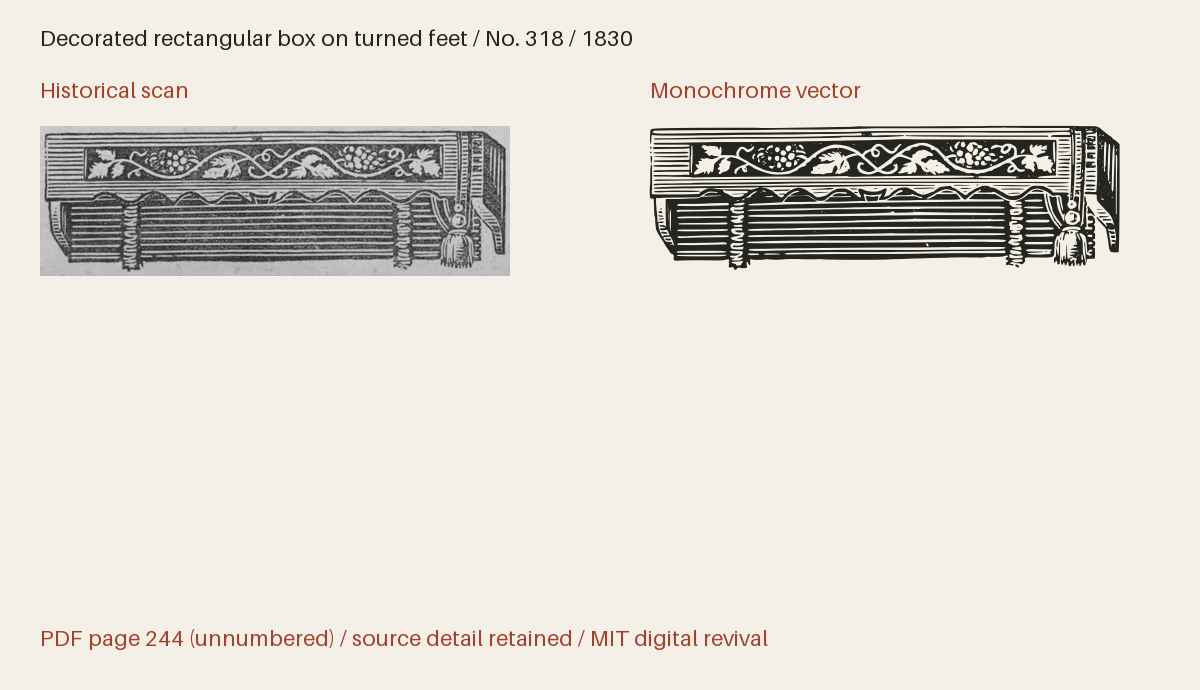 Decorated rectangular box on turned feet / No. 318 / 1830
Historical scan
Monochrome vector
PDF page 244 (unnumbered) / source detail retained / MIT digital revival